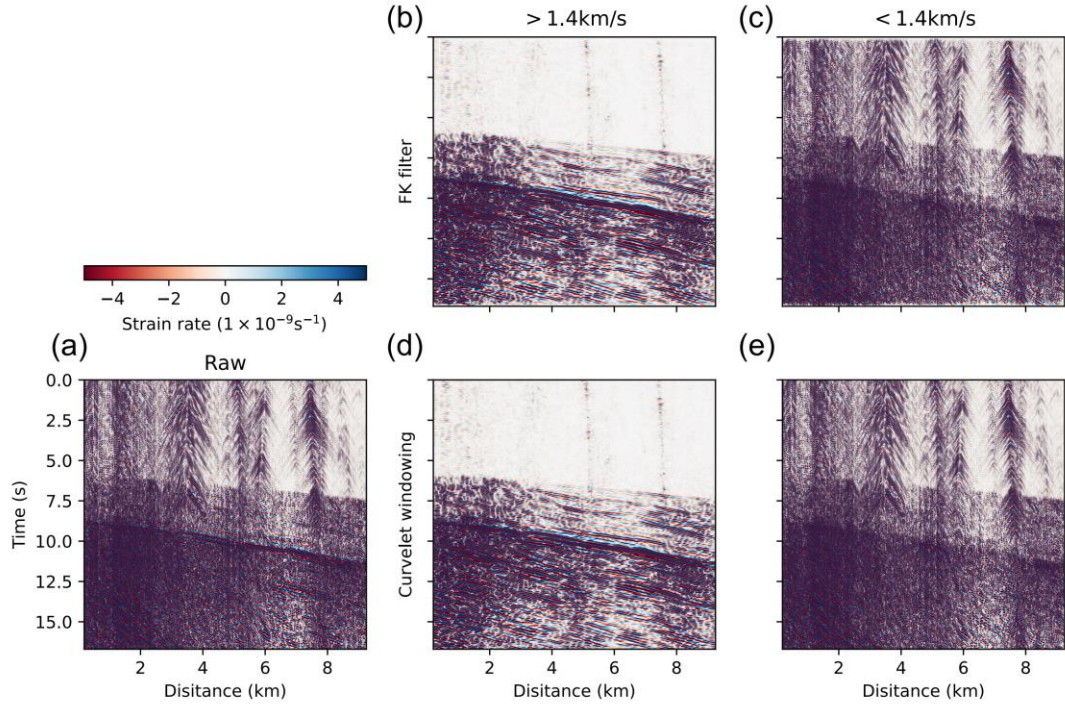 (b)
> 1.4km/s
(c)
< 1.4km/s
FK filter
−4 −2 0 2 4
Strain rate (1 × 10⁻⁹s⁻¹)
(a)
Raw
(d)
(e)
0.0
2.5
5.0
7.5
10.0
12.5
15.0
Time (s)
Curvelet windowing
2 4 6 8
2 4 6 8
2 4 6 8
Disitance (km)
Disitance (km)
Disitance (km)